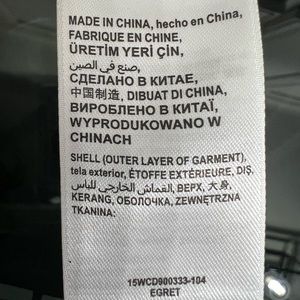 MADE IN CHINA, hecho en China,
FABRIQUE EN CHINE,
ÜRETİM YERİ ÇİN,
صنع في الصين,
СДЕЛАНО В КИТАЕ,
中国制造, DIBUAT DI CHINA,
ВИРОБЛЕНО В КИТАЇ,
WYPRODUKOWANO W
CHINACH
SHELL (OUTER LAYER OF GARMENT),
tela exterior, ÉTOFFE EXTÉRIEURE, DIŞ,
القماش الخارجي للباس, ВЕРХ, 大身,
KERANG, ОБОЛОЧКА, ZEWNĘTRZNA
TKANINA:
15WCD900333-104
EGRET